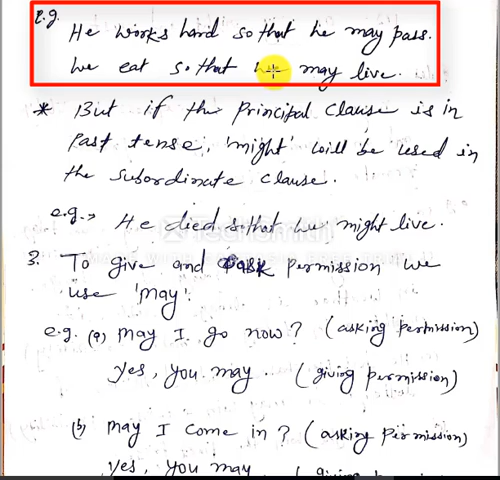 e.g.
He works hard so that he may pass.
We eat so that we may live.
* But if the Principal Clause is in
Past tense, 'might' will be used in
the subordinate clause.
e.g. → He died so that we might live.
3. To give and ask permission we
use 'may'.
e.g. (a) May I go now? (asking permission)
Yes, you may. (giving permission)
(b) May I come in? (asking permission)
Yes, you may (giving